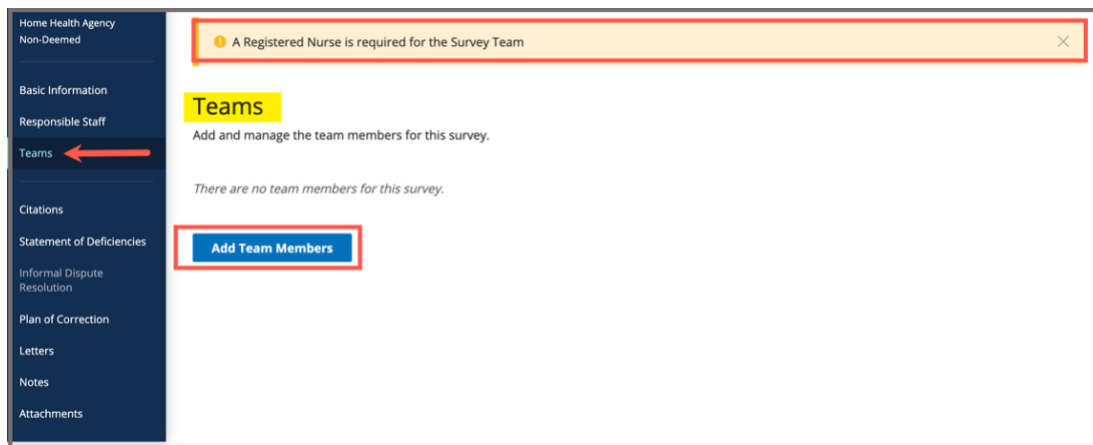 Home Health Agency
Non-Deemed
Basic Information
Responsible Staff
Teams
Citations
Statement of Deficiencies
Informal Dispute
Resolution
Plan of Correction
Letters
Notes
Attachments
A Registered Nurse is required for the Survey Team
Teams
Add and manage the team members for this survey.
There are no team members for this survey.
Add Team Members